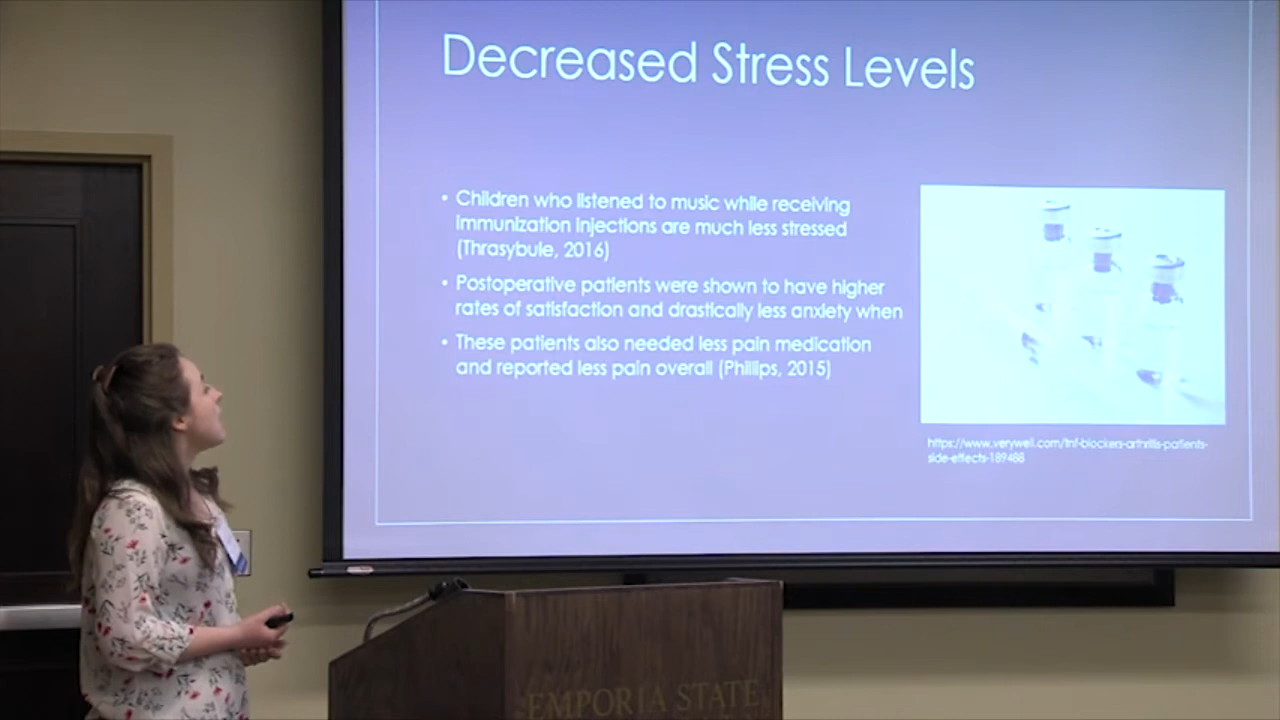 Decreased Stress Levels
• Children who listened to music while receiving
immunization injections are much less stressed
(Thrasybule, 2016)
• Postoperative patients were shown to have higher
rates of satisfaction and drastically less anxiety when
• These patients also needed less pain medication
and reported less pain overall (Phillips, 2015)
https://www.verywell.com/tnf-blockers-arthritis-patients-
side-effects-189488
EMPORIA STATE